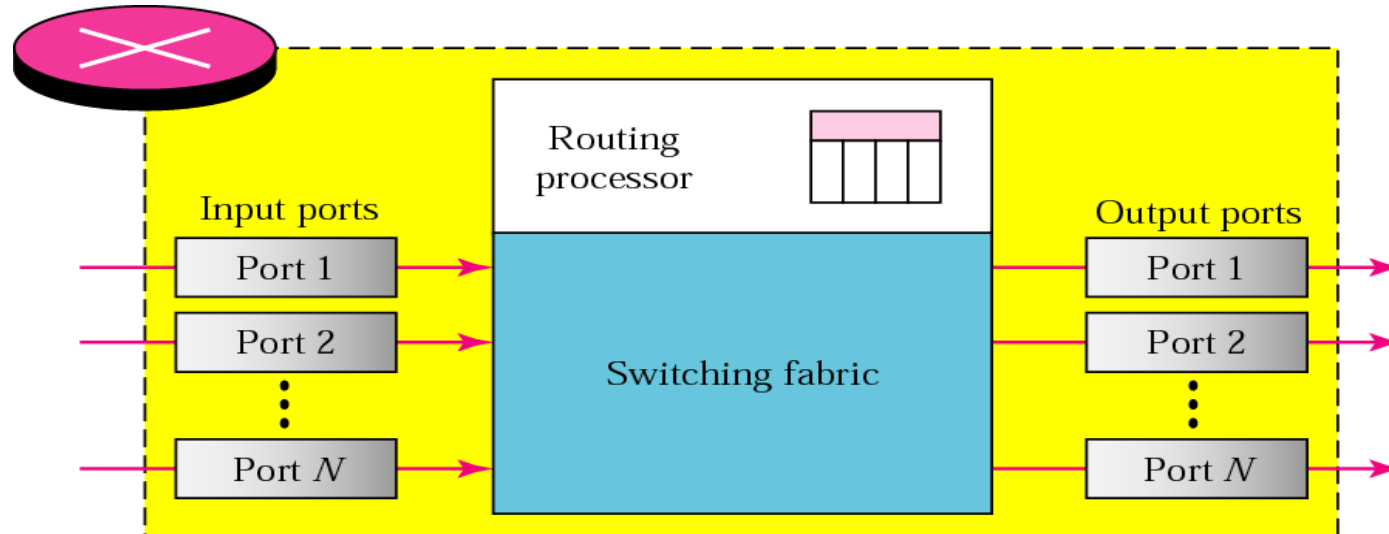 Routing
processor
Input ports
Output ports
Port 1
Port 1
Port 2
Port 2
Switching fabric
Port N
Port N